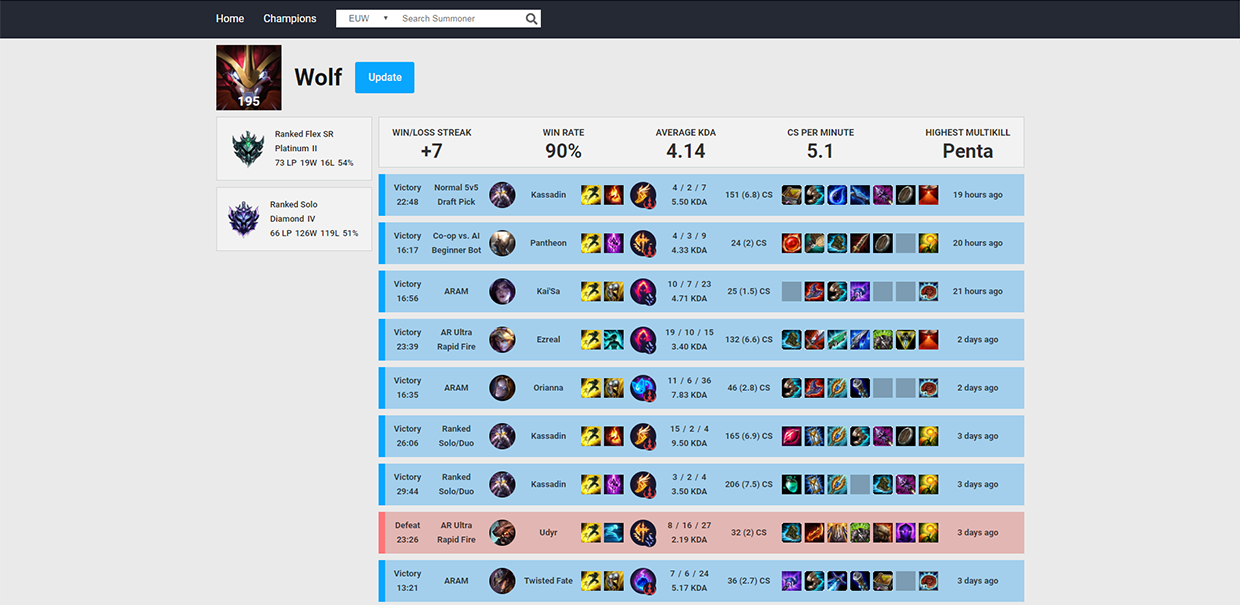 Home Champions EUW Search Summoner
195
Wolf
Update
Ranked Flex SR
Platinum II
73 LP 19W 16L 54%
Ranked Solo
Diamond IV
66 LP 126W 119L 51%
WIN/LOSS STREAK WIN RATE AVERAGE KDA CS PER MINUTE HIGHEST MULTIKILL
+7 90% 4.14 5.1 Penta
Victory Normal 5v5 4 / 2 / 7
Kassadin 151 (6.8) CS 19 hours ago
22:48 Draft Pick 5.50 KDA
Victory Co-op vs. AI 4 / 3 / 9
Pantheon 24 (2) CS 20 hours ago
16:17 Beginner Bot 4.33 KDA
Victory 10 / 7 / 23
ARAM Kai'Sa 25 (1.5) CS 21 hours ago
16:56 4.71 KDA
Victory AR Ultra 19 / 10 / 15
Ezreal 132 (6.6) CS 2 days ago
23:39 Rapid Fire 3.40 KDA
Victory 11 / 6 / 36
ARAM Orianna 46 (2.8) CS 2 days ago
16:35 7.83 KDA
Victory Ranked 15 / 2 / 4
Kassadin 165 (6.9) CS 3 days ago
26:06 Solo/Duo 9.50 KDA
Victory Ranked 3 / 2 / 4
Kassadin 206 (7.5) CS 3 days ago
29:44 Solo/Duo 3.50 KDA
Defeat AR Ultra 8 / 16 / 27
Udyr 32 (2) CS 3 days ago
23:26 Rapid Fire 2.19 KDA
Victory 7 / 6 / 24
ARAM Twisted Fate 36 (2.7) CS 3 days ago
13:21 5.17 KDA